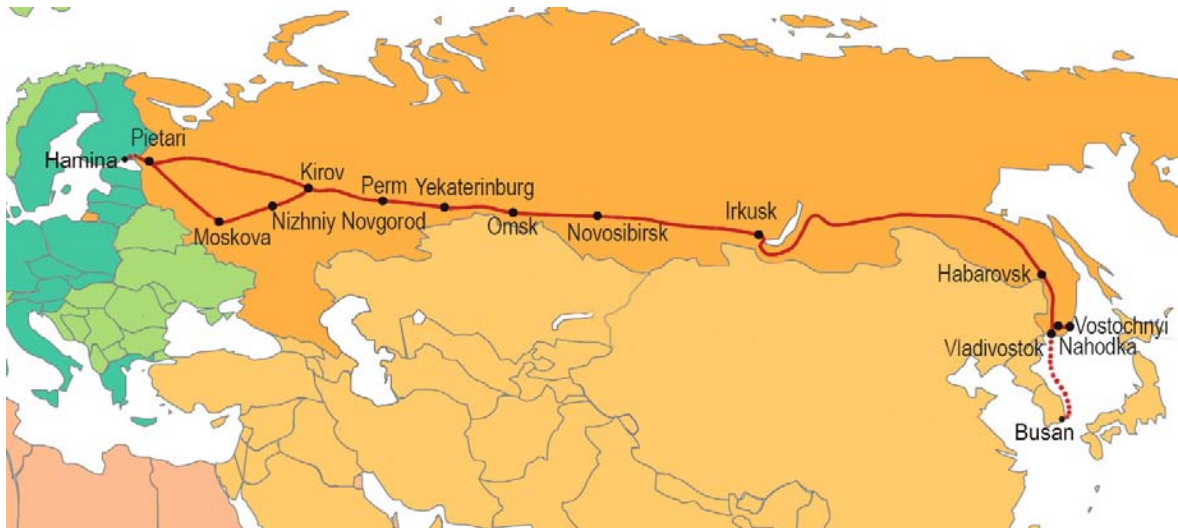 Pietari
Hamina
Kirov
Perm
Yekaterinburg
Moskova
Nizhniy Novgorod
Omsk
Novosibirsk
Irkusk
Habarovsk
Vostochnyi
Vladivostok
Nahodka
Busan